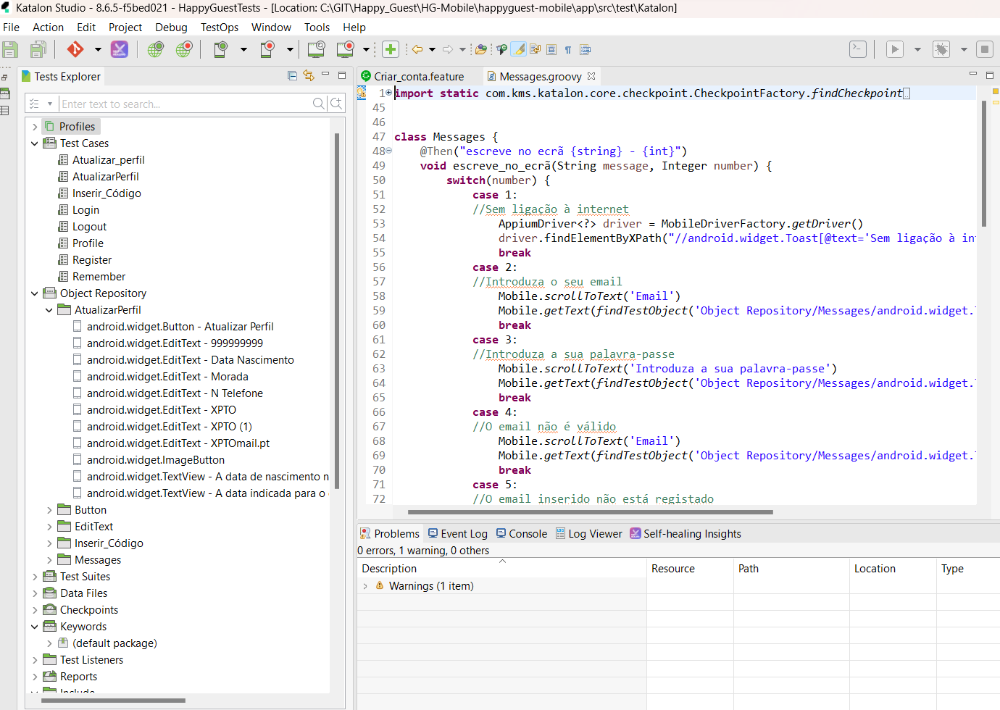 Katalon Studio - 8.6.5-f5bed021 - HappyGuestTests - [Location: C:\GIT\Happy_Guest\HG-Mobile\happyguest-mobile\app\src\test\Katalon]
File Action Edit Project Debug TestOps Window Tools Help
Tests Explorer
Enter text to search...
Profiles
Test Cases
Atualizar_perfil
AtualizarPerfil
Inserir_Código
Login
Logout
Profile
Register
Remember
Object Repository
AtualizarPerfil
android.widget.Button - Atualizar Perfil
android.widget.EditText - 999999999
android.widget.EditText - Data Nascimento
android.widget.EditText - Morada
android.widget.EditText - N Telefone
android.widget.EditText - XPTO
android.widget.EditText - XPTO (1)
android.widget.EditText - XPTOmail.pt
android.widget.ImageButton
android.widget.TextView - A data de nascimento n
android.widget.TextView - A data indicada para o
Button
EditText
Inserir_Código
Messages
Test Suites
Data Files
Checkpoints
Keywords
(default package)
Test Listeners
Reports
Include
Criar_conta.feature Messages.groovy
1 import static com.kms.katalon.core.checkpoint.CheckpointFactory.findCheckpoint
45
46
47 class Messages {
48 @Then("escreve no ecrã {string} - {int}")
49 void escreve_no_ecrã(String message, Integer number) {
50 switch(number) {
51 case 1:
52 //Sem ligação à internet
53 AppiumDriver<?> driver = MobileDriverFactory.getDriver()
54 driver.findElementByXPath("//android.widget.Toast[@text='Sem ligação à in
55 break
56 case 2:
57 //Introduza o seu email
58 Mobile.scrollToText('Email')
59 Mobile.getText(findTestObject('Object Repository/Messages/android.widget.
60 break
61 case 3:
62 //Introduza a sua palavra-passe
63 Mobile.scrollToText('Introduza a sua palavra-passe')
64 Mobile.getText(findTestObject('Object Repository/Messages/android.widget.
65 break
66 case 4:
67 //O email não é válido
68 Mobile.scrollToText('Email')
69 Mobile.getText(findTestObject('Object Repository/Messages/android.widget.
70 break
71 case 5:
72 //O email inserido não está registado
Problems Event Log Console Log Viewer Self-healing Insights
0 errors, 1 warning, 0 others
Description Resource Path Location Type
Warnings (1 item)